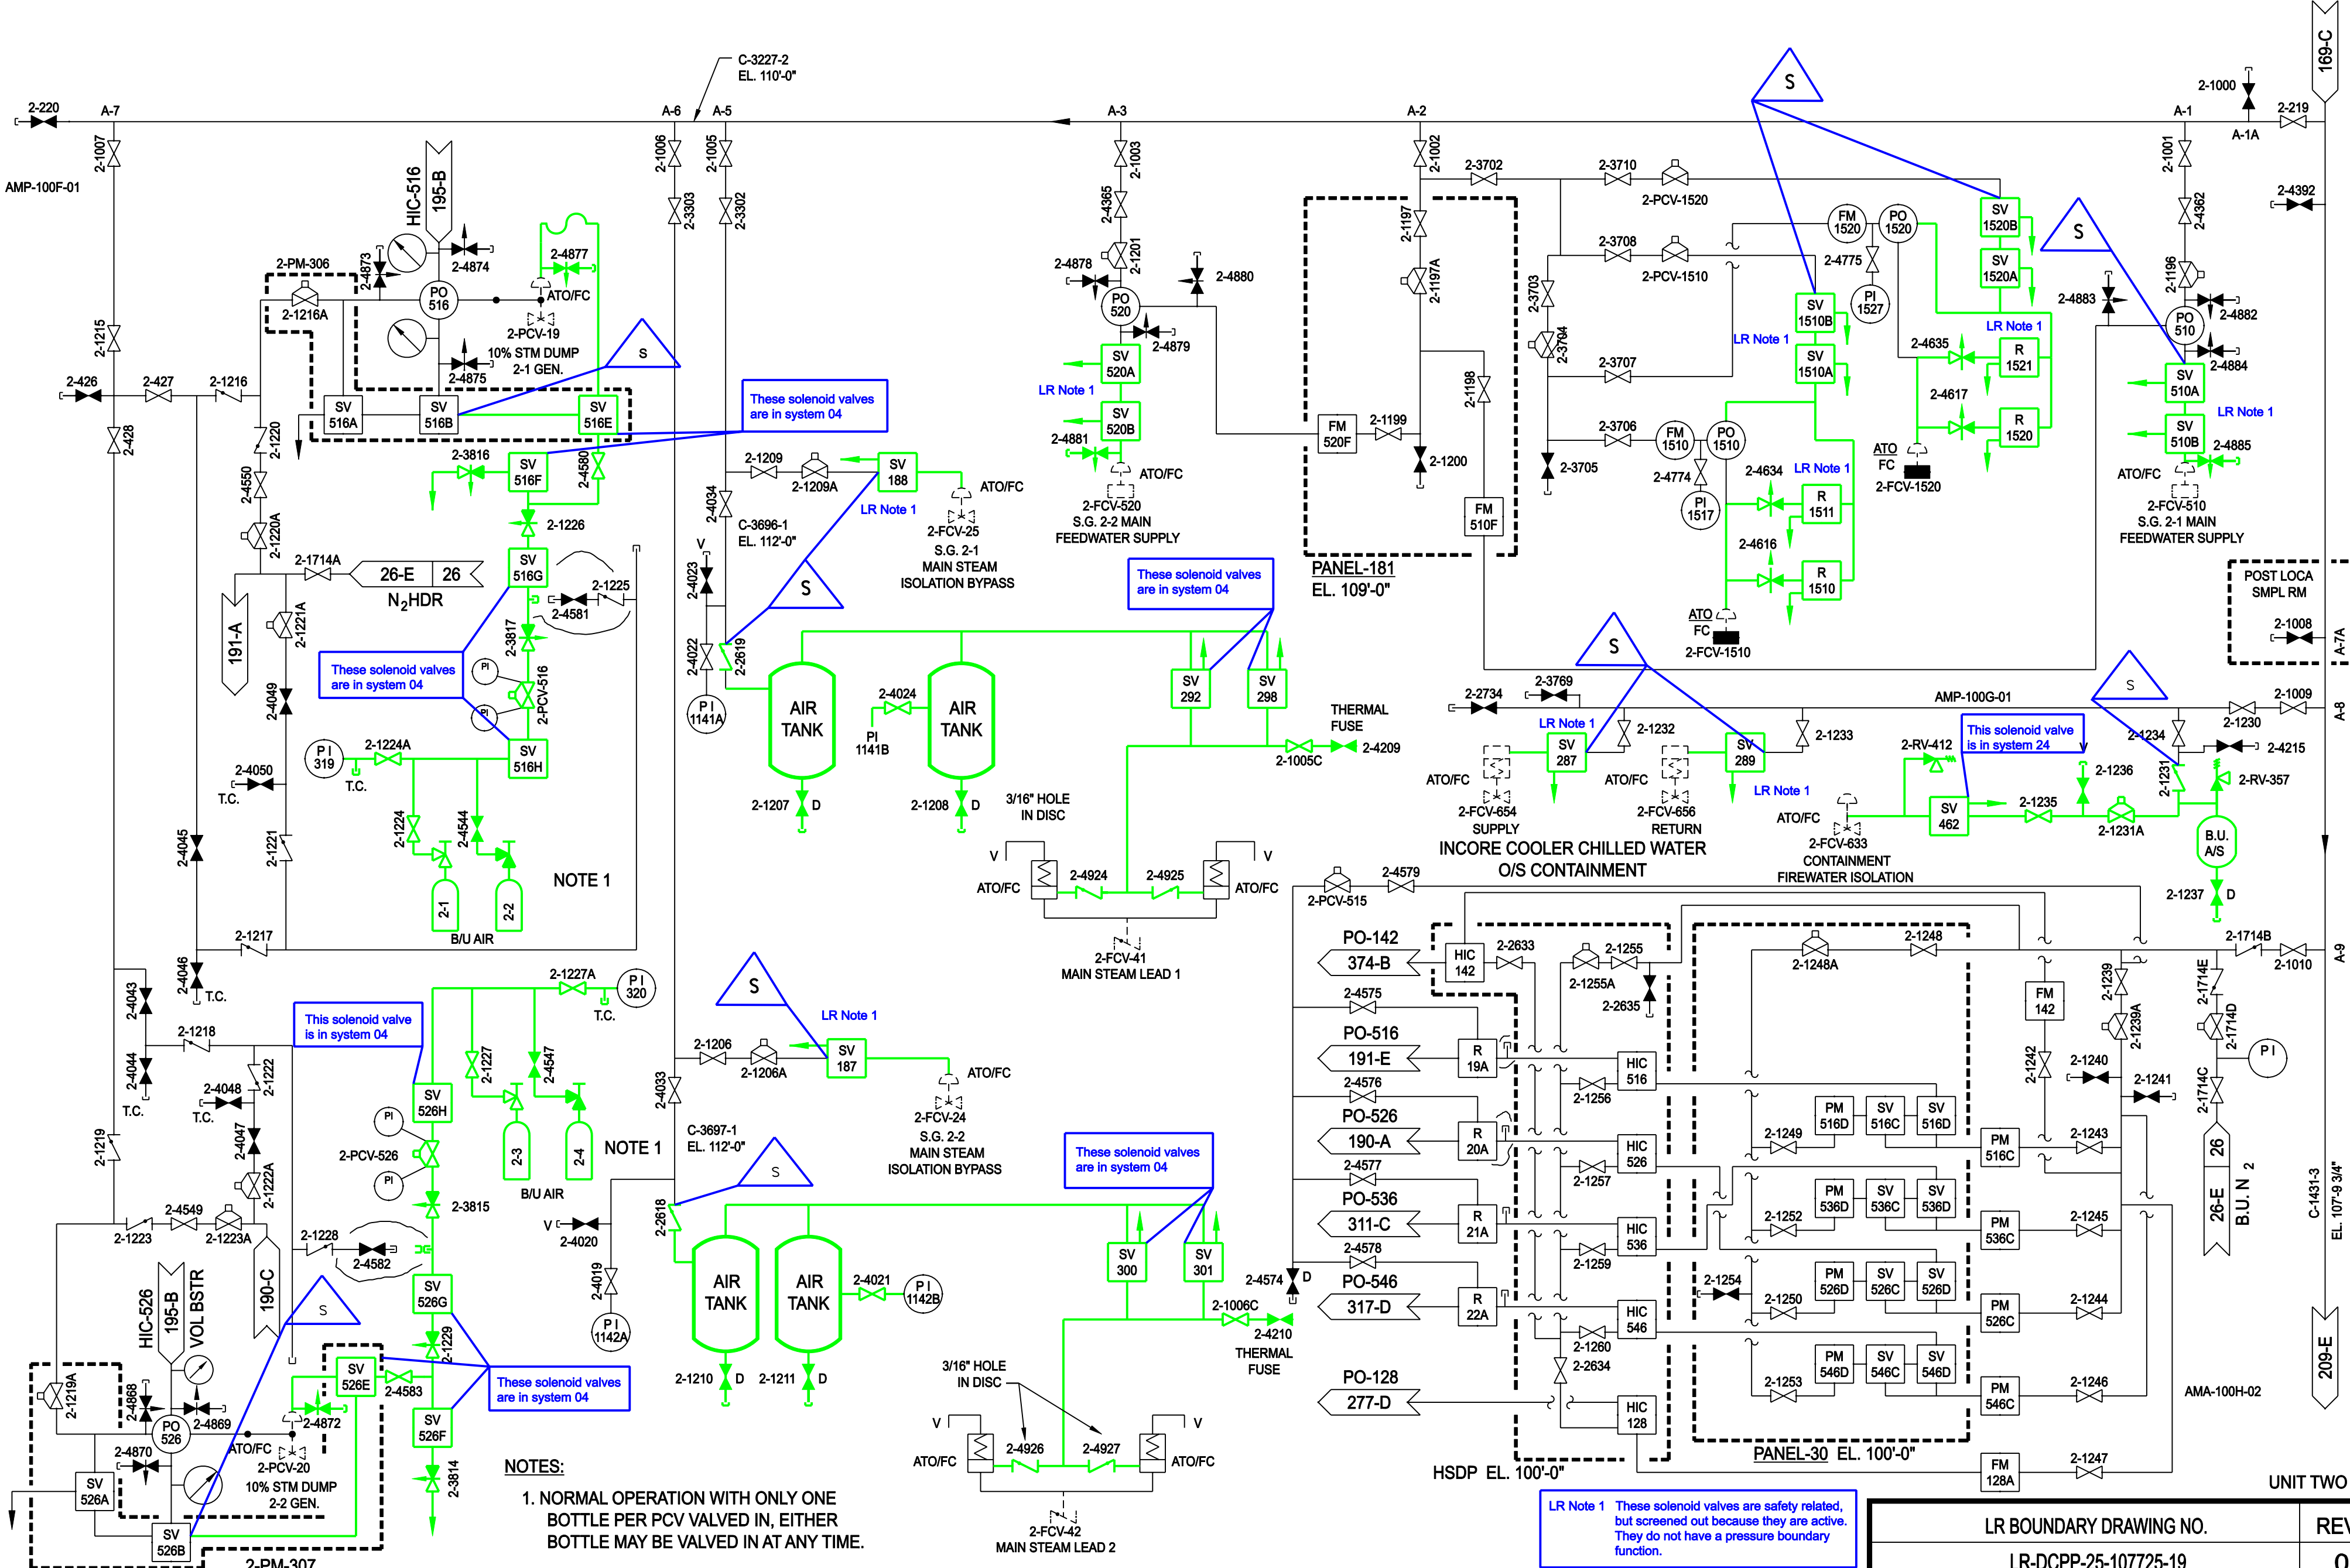 C-3227-2
EL. 110'-0"
169-C
2-220
A-7
A-6
A-5
A-3
A-2
A-1
2-1000
2-219
A-1A
2-1007
2-1006
2-1005
2-1003
2-1002
2-1001
AMP-100F-01
HIC-516
195-B
2-3303
2-3302
2-4365
2-1201
2-4362
2-4392
2-1196
2-3702
2-3710
2-PCV-1520
2-1197
2-1197A
2-3708
2-PCV-1510
2-3703
2-3704
2-3707
2-3706
2-3705
FM
1520
PO
1520
2-4775
PI
1527
SV
1520B
SV
1520A
S
S
2-PM-306
2-1216A
2-4873
2-4874
2-4877
PO
516
ATO/FC
2-PCV-19
10% STM DUMP
2-1 GEN.
2-4875
2-4878
2-4880
PO
520
2-4879
2-4883
2-4882
PO
510
2-4884
SV
1510B
LR Note 1
SV
1510A
LR Note 1
2-4635
R
1521
2-4617
R
1520
2-1215
2-426
2-427
2-1216
2-428
S
SV
516A
SV
516B
SV
516E
These solenoid valves
are in system 04
SV
520A
LR Note 1
SV
520B
2-4881
ATO/FC
2-FCV-520
S.G. 2-2 MAIN
FEEDWATER SUPPLY
FM
520F
2-1199
2-1198
2-1200
FM
510F
PANEL-181
EL. 109'-0"
FM
1510
PO
1510
2-4774
PI
1517
2-4634
LR Note 1
R
1511
2-4616
R
1510
ATO
FC
2-FCV-1510
ATO
FC
2-FCV-1520
SV
510A
LR Note 1
SV
510B
2-4885
ATO/FC
2-FCV-510
S.G. 2-1 MAIN
FEEDWATER SUPPLY
2-1220
2-4550
2-1220A
2-3816
SV
516F
2-4580
2-1226
2-1209
2-1209A
SV
188
ATO/FC
LR Note 1
2-FCV-25
S.G. 2-1
MAIN STEAM
ISOLATION BYPASS
2-4034
C-3696-1
EL. 112'-0"
V
2-4023
2-4022
2-2619
PI
1141A
S
2-1714A
26-E
26
N2HDR
191-A
2-1221A
SV
516G
2-1225
2-4581
2-3817
PI
2-PCV-516
PI
These solenoid valves
are in system 04
SV
516H
PI
319
2-1224A
T.C.
2-1224
2-4544
2-1
2-2
B/U AIR
NOTE 1
2-4049
2-4050
T.C.
2-4045
2-1221
2-1217
2-4046
T.C.
AIR
TANK
2-4024
PI
1141B
AIR
TANK
2-1207
D
2-1208
D
These solenoid valves
are in system 04
SV
292
SV
298
THERMAL
FUSE
2-4209
2-1005C
3/16" HOLE
IN DISC
V
V
2-4924
2-4925
ATO/FC
ATO/FC
2-FCV-41
MAIN STEAM LEAD 1
POST LOCA
SMPL RM
2-1008
A-7A
S
S
2-2734
2-3769
AMP-100G-01
2-1009
A-8
2-1230
LR Note 1
SV
287
2-1232
SV
289
2-1233
LR Note 1
ATO/FC
2-FCV-654
SUPPLY
ATO/FC
2-FCV-656
RETURN
INCORE COOLER CHILLED WATER
O/S CONTAINMENT
This solenoid valve
is in system 24
2-RV-412
V
2-1236
2-1234
2-4215
2-1231
2-RV-357
SV
462
2-1235
2-1231A
ATO/FC
2-FCV-633
CONTAINMENT
FIREWATER ISOLATION
B.U.
A/S
2-1237
D
2-4043
2-4044
T.C.
2-1218
2-1222
2-4048
T.C.
2-4047
2-1222A
2-1219
This solenoid valve
is in system 04
2-1227A
PI
320
T.C.
2-1227
2-4547
SV
526H
PI
2-PCV-526
PI
2-3
2-4
B/U AIR
NOTE 1
2-3815
2-1223
2-4549
2-1223A
190-C
2-1228
2-4582
SV
526G
2-1229
HIC-526
195-B
VOL BSTR
S
2-1219A
2-4868
2-4869
PO
526
2-4870
SV
526A
SV
526B
2-PM-307
SV
526E
2-4583
2-4872
ATO/FC
2-PCV-20
10% STM DUMP
2-2 GEN.
SV
526F
2-3814
These solenoid valves
are in system 04
S
LR Note 1
2-1206
2-1206A
SV
187
ATO/FC
2-FCV-24
S.G. 2-2
MAIN STEAM
ISOLATION BYPASS
2-4033
C-3697-1
EL. 112'-0"
S
2-2618
V
2-4020
2-4019
PI
1142A
AIR
TANK
AIR
TANK
2-4021
PI
1142B
2-1210
D
2-1211
D
These solenoid valves
are in system 04
SV
300
SV
301
2-1006C
2-4210
THERMAL
FUSE
3/16" HOLE
IN DISC
V
V
2-4926
2-4927
ATO/FC
ATO/FC
2-FCV-42
MAIN STEAM LEAD 2
2-PCV-515
2-4579
PO-142
374-B
HIC
142
2-2633
2-1255
2-1255A
2-2635
2-4575
PO-516
191-E
R
19A
2-4576
PO-526
190-A
R
20A
2-4577
PO-536
311-C
R
21A
2-4578
2-4574
D
PO-546
317-D
R
22A
PO-128
277-D
HIC
516
2-1256
HIC
526
2-1257
HIC
536
2-1259
HIC
546
2-1260
2-2634
HIC
128
HSDP EL. 100'-0"
2-1248A
2-1248
2-1249
PM
516D
SV
516C
SV
516D
PM
516C
2-1243
2-1252
PM
536D
SV
536C
SV
536D
PM
536C
2-1245
2-1254
2-1250
PM
526D
SV
526C
SV
526D
PM
526C
2-1244
2-1253
PM
546D
SV
546C
SV
546D
PM
546C
2-1246
PANEL-30 EL. 100'-0"
FM
142
2-1242
2-1239
2-1239A
2-1240
2-1241
FM
128A
2-1247
2-1714B
2-1010
A-9
2-1714E
2-1714D
PI
2-1714C
26
26-E
B.U. N 2
C-1431-3
EL. 107'-9 3/4"
209-E
AMA-100H-02
NOTES:
1. NORMAL OPERATION WITH ONLY ONE
BOTTLE PER PCV VALVED IN, EITHER
BOTTLE MAY BE VALVED IN AT ANY TIME.
LR Note 1 These solenoid valves are safety related,
but screened out because they are active.
They do not have a pressure boundary
function.
UNIT TWO
LR BOUNDARY DRAWING NO.
REV
LR-DCPP-25-107725-19
0